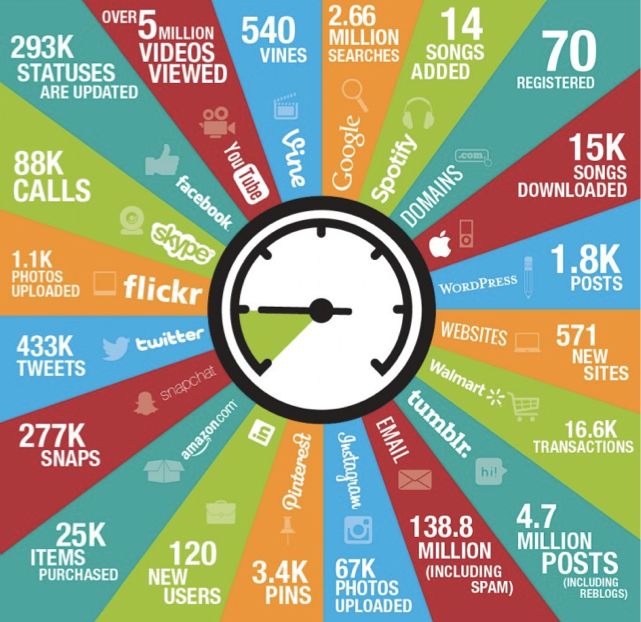 293K
STATUSES
ARE UPDATED
facebook
OVER 5 MILLION
VIDEOS
VIEWED
YouTube
540
VINES
Vine
2.66
MILLION
SEARCHES
Google
14
SONGS
ADDED
Spotify
70
REGISTERED
.com
DOMAINS
15K
SONGS
DOWNLOADED
1.8K
POSTS
WORDPRESS
571
NEW
SITES
WEBSITES
16.6K
TRANSACTIONS
Walmart
4.7
MILLION
POSTS
(INCLUDING
REBLOGS)
tumblr.
hi!
138.8
MILLION
(INCLUDING
SPAM)
EMAIL
67K
PHOTOS
UPLOADED
Instagram
3.4K
PINS
Pinterest
120
NEW
USERS
in
25K
ITEMS
PURCHASED
amazon.com
277K
SNAPS
snapchat
433K
TWEETS
twitter
1.1K
PHOTOS
UPLOADED
flickr
88K
CALLS
skype